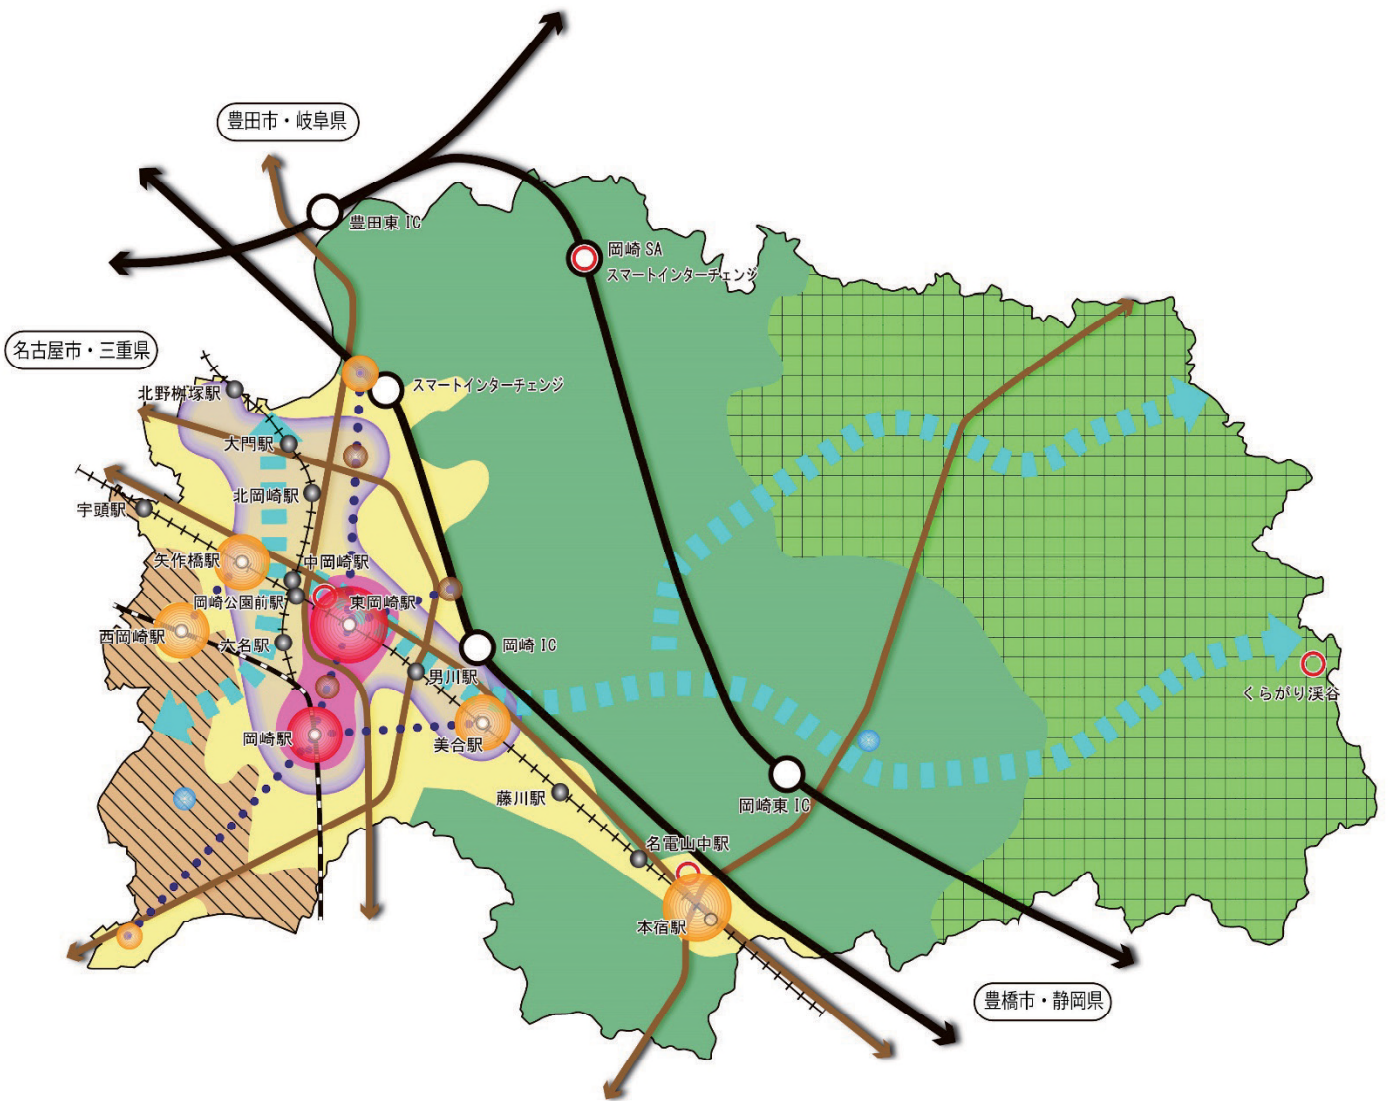 豊田市・岐阜県
豊田東 IC
岡崎 SA
スマートインターチェンジ
名古屋市・三重県
スマートインターチェンジ
北野桝塚駅
大門駅
北岡崎駅
宇頭駅
矢作橋駅
中岡崎駅
岡崎公園前駅
東岡崎駅
西岡崎駅
六名駅
岡崎 IC
男川駅
くらがり渓谷
岡崎駅
美合駅
藤川駅
岡崎東 IC
名電山中駅
本宿駅
豊橋市・静岡県